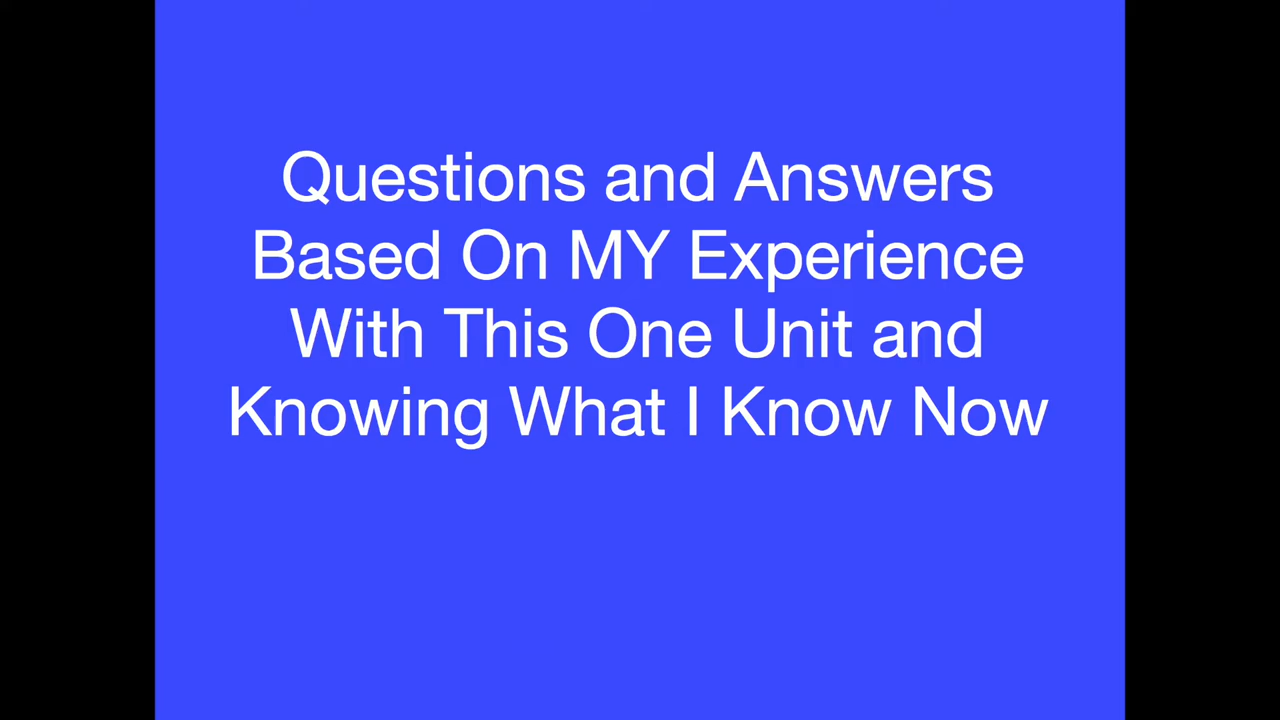 Questions and Answers
Based On MY Experience
With This One Unit and
Knowing What I Know Now